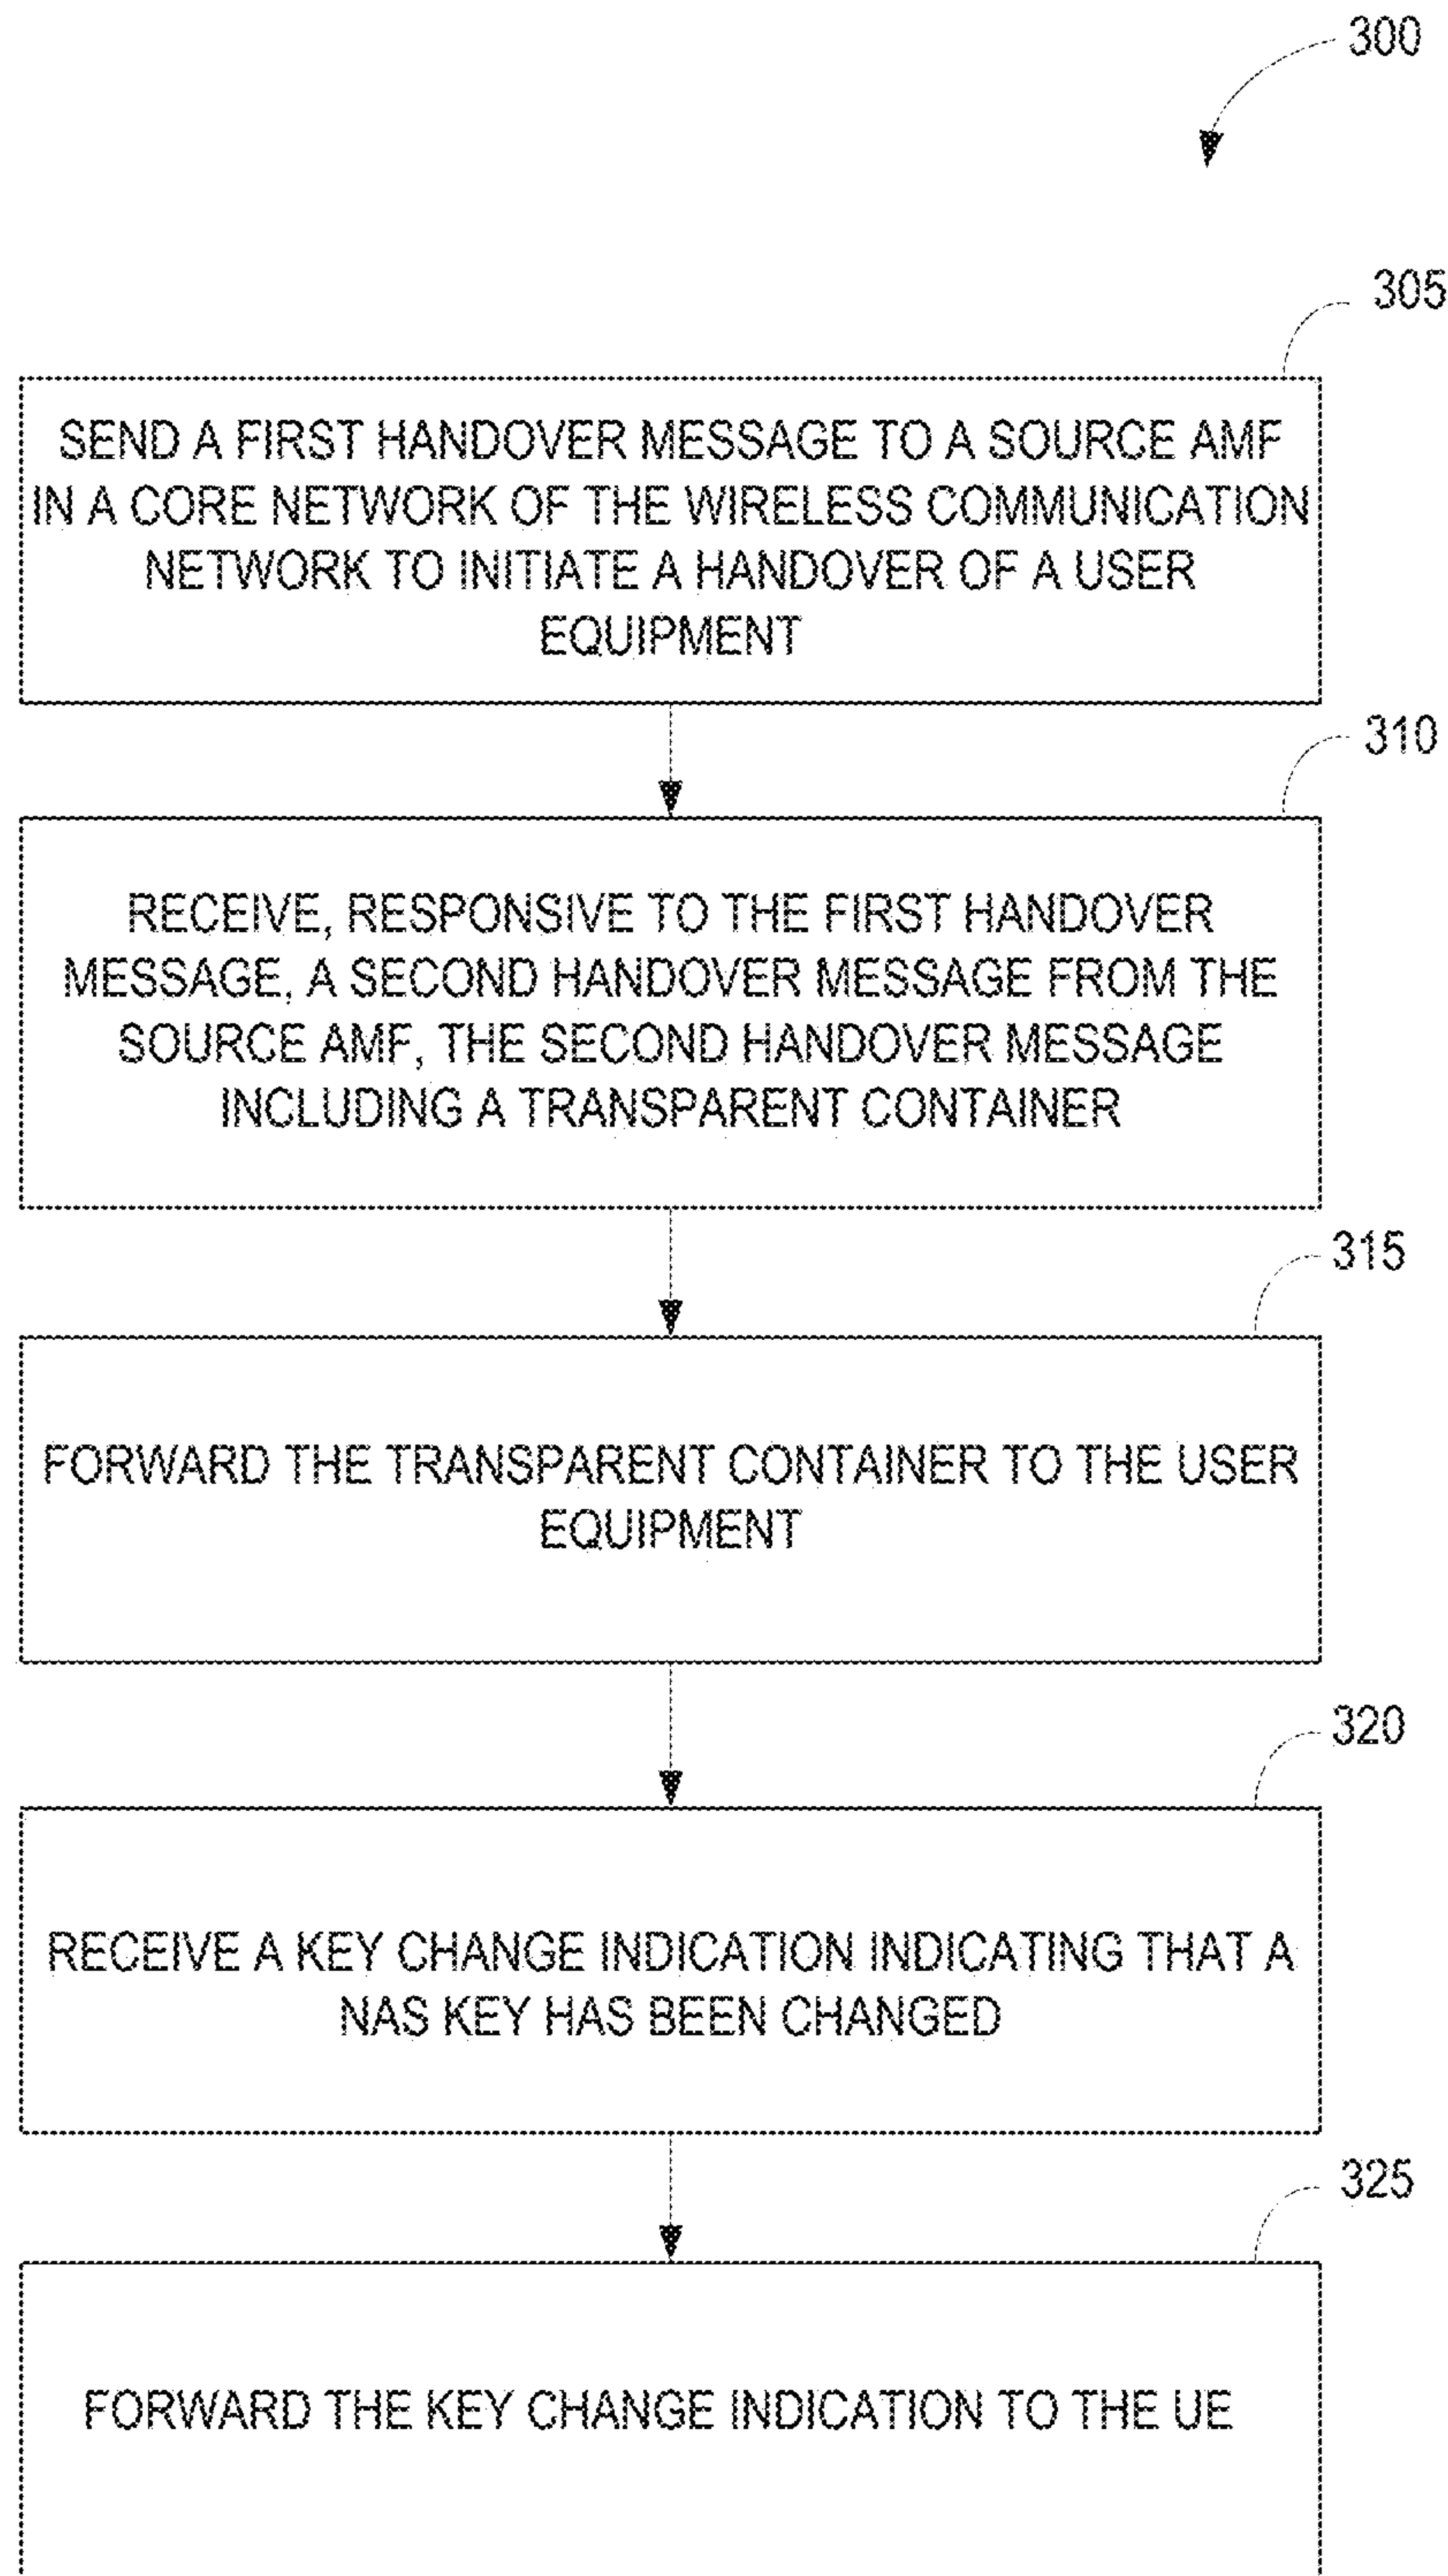 300
305
SEND A FIRST HANDOVER MESSAGE TO A SOURCE AMF
IN A CORE NETWORK OF THE WIRELESS COMMUNICATION
NETWORK TO INITIATE A HANDOVER OF A USER
EQUIPMENT
310
RECEIVE, RESPONSIVE TO THE FIRST HANDOVER
MESSAGE, A SECOND HANDOVER MESSAGE FROM THE
SOURCE AMF, THE SECOND HANDOVER MESSAGE
INCLUDING A TRANSPARENT CONTAINER
315
FORWARD THE TRANSPARENT CONTAINER TO THE USER
EQUIPMENT
320
RECEIVE A KEY CHANGE INDICATION INDICATING THAT A
NAS KEY HAS BEEN CHANGED
325
FORWARD THE KEY CHANGE INDICATION TO THE UE